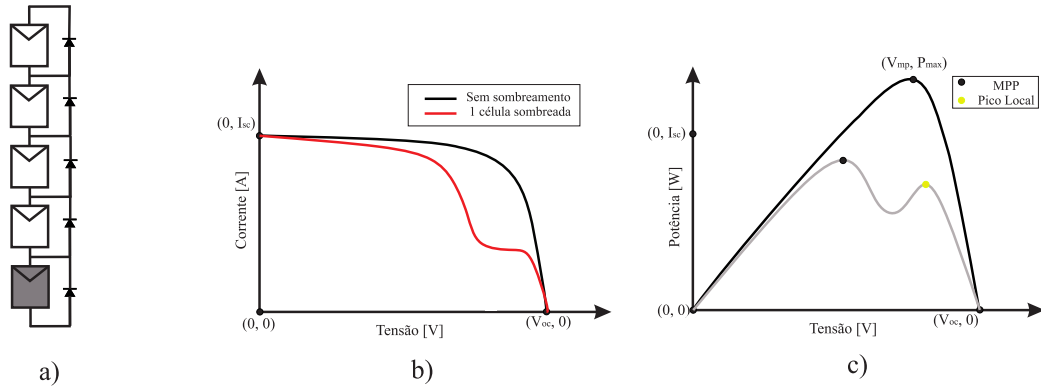 a)
Corrente [A]
(0, Isc)
Sem sombreamento
1 célula sombreada
(0, 0)
Tensão [V]
(Voc, 0)
b)
Potência [W]
(Vmp, Pmax)
MPP
Pico Local
(0, Isc)
(0, 0)
Tensão [V]
(Voc, 0)
c)